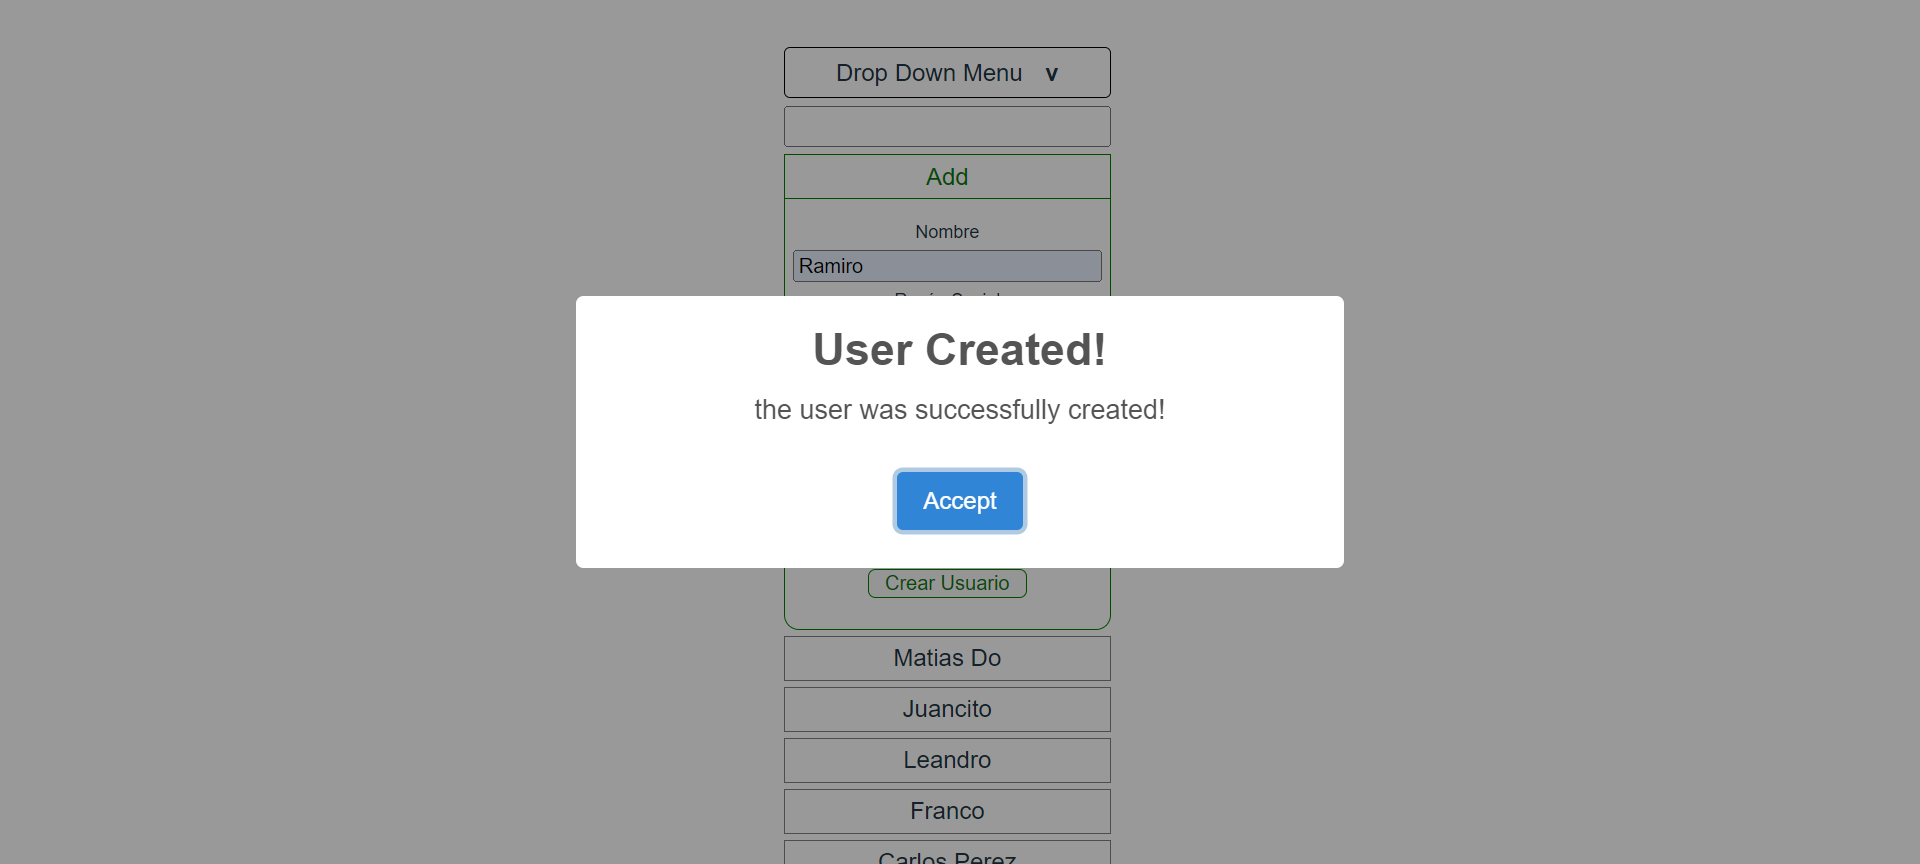 Drop Down Menu v
Add
Nombre
Ramiro
User Created!
the user was successfully created!
Accept
Crear Usuario
Matias Do
Juancito
Leandro
Franco
Carlos Perez